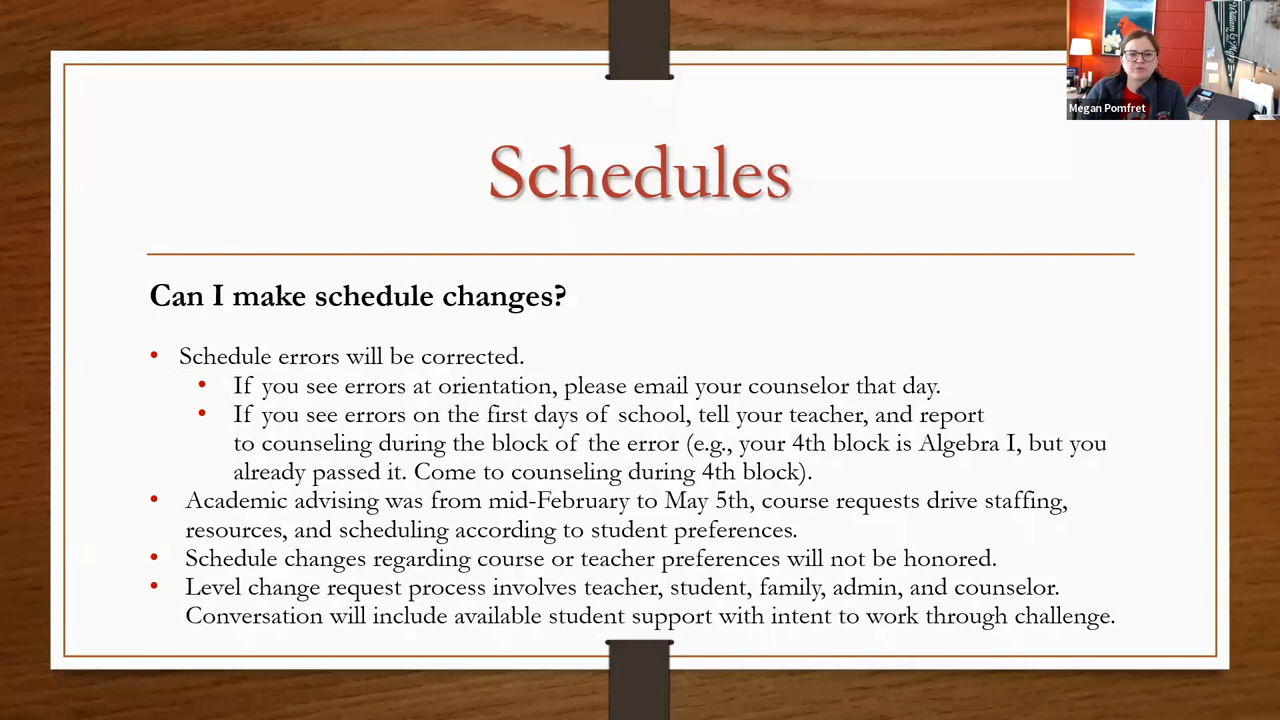 William & Mary
Megan Pomfret
Schedules
Can I make schedule changes?
• Schedule errors will be corrected.
• If you see errors at orientation, please email your counselor that day.
• If you see errors on the first days of school, tell your teacher, and report
to counseling during the block of the error (e.g., your 4th block is Algebra I, but you
already passed it. Come to counseling during 4th block).
• Academic advising was from mid-February to May 5th, course requests drive staffing,
resources, and scheduling according to student preferences.
• Schedule changes regarding course or teacher preferences will not be honored.
• Level change request process involves teacher, student, family, admin, and counselor.
Conversation will include available student support with intent to work through challenge.